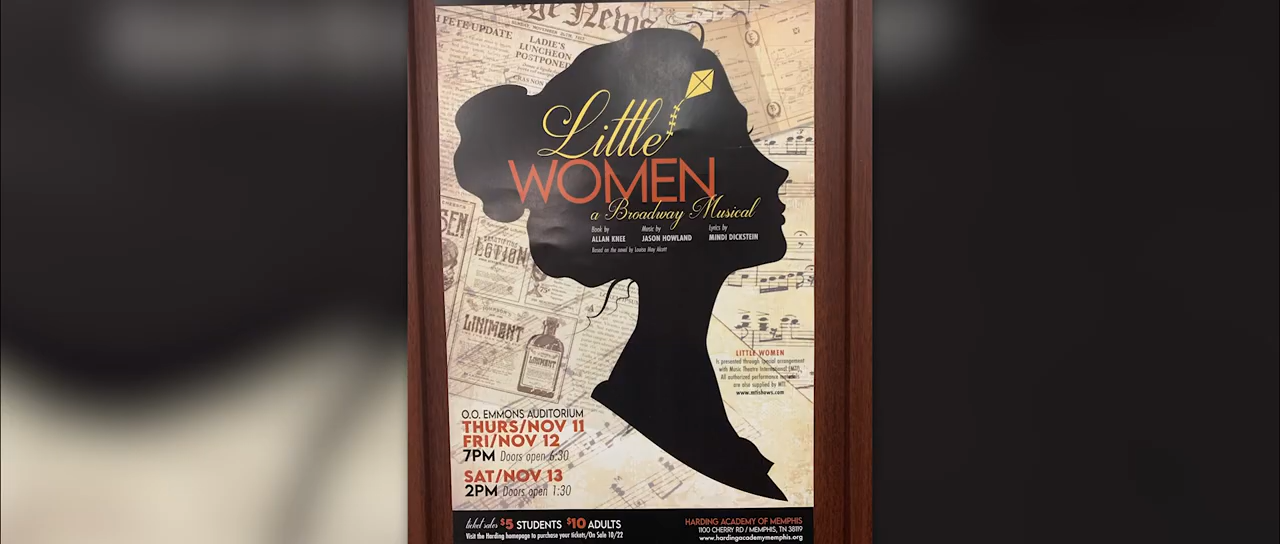 FETE UPDATE
LADIE'S
LUNCHEON
POSTPONED
Little
WOMEN
a Broadway Musical
Book by Music by Lyrics by
ALLAN KNEE JASON HOWLAND MINDI DICKSTEIN
Based on the novel by Louisa May Alcott
LOTION
LINIMENT
LINIMENT
LITTLE WOMEN
is presented through special arrangement
with Music Theatre International (MTI).
All authorized performance materials
are also supplied by MTI
www.mtishows.com
O.O. EMMONS AUDITORIUM
THURS/NOV 11
FRI/NOV 12
7PM Doors open 6:30
SAT/NOV 13
2PM Doors open 1:30
ticket sales $5 STUDENTS $10 ADULTS
Visit the Harding homepage to purchase your tickets/On Sale 10/22
HARDING ACADEMY OF MEMPHIS
1100 CHERRY RD / MEMPHIS, TN 38119
www.hardingacademymemphis.org